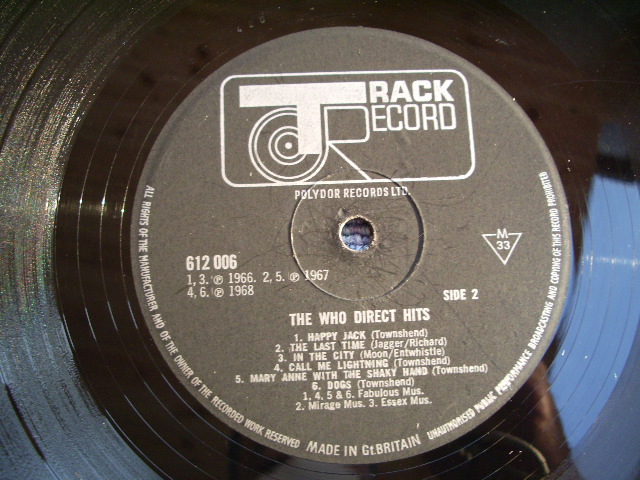 TRACK
RECORD
POLYDOR RECORDS LTD.
612 006
1, 3. ℗ 1966. 2, 5. ℗ 1967
4, 6. ℗ 1968
M
33
SIDE 2
THE WHO DIRECT HITS
1. HAPPY JACK (Townshend)
2. THE LAST TIME (Jagger/Richard)
3. IN THE CITY (Moon/Entwhistle)
4. CALL ME LIGHTNING (Townshend)
5. MARY ANNE WITH THE SHAKY HAND (Townshend)
6. DOGS (Townshend)
1, 4, 5 & 6. Fabulous Mus.
2. Mirage Mus. 3. Essex Mus.
ALL RIGHTS OF THE MANUFACTURER AND OF THE OWNER OF THE RECORDED WORK RESERVED
MADE IN Gt. BRITAIN
UNAUTHORISED PUBLIC PERFORMANCE BROADCASTING AND COPYING OF THIS RECORD PROHIBITED